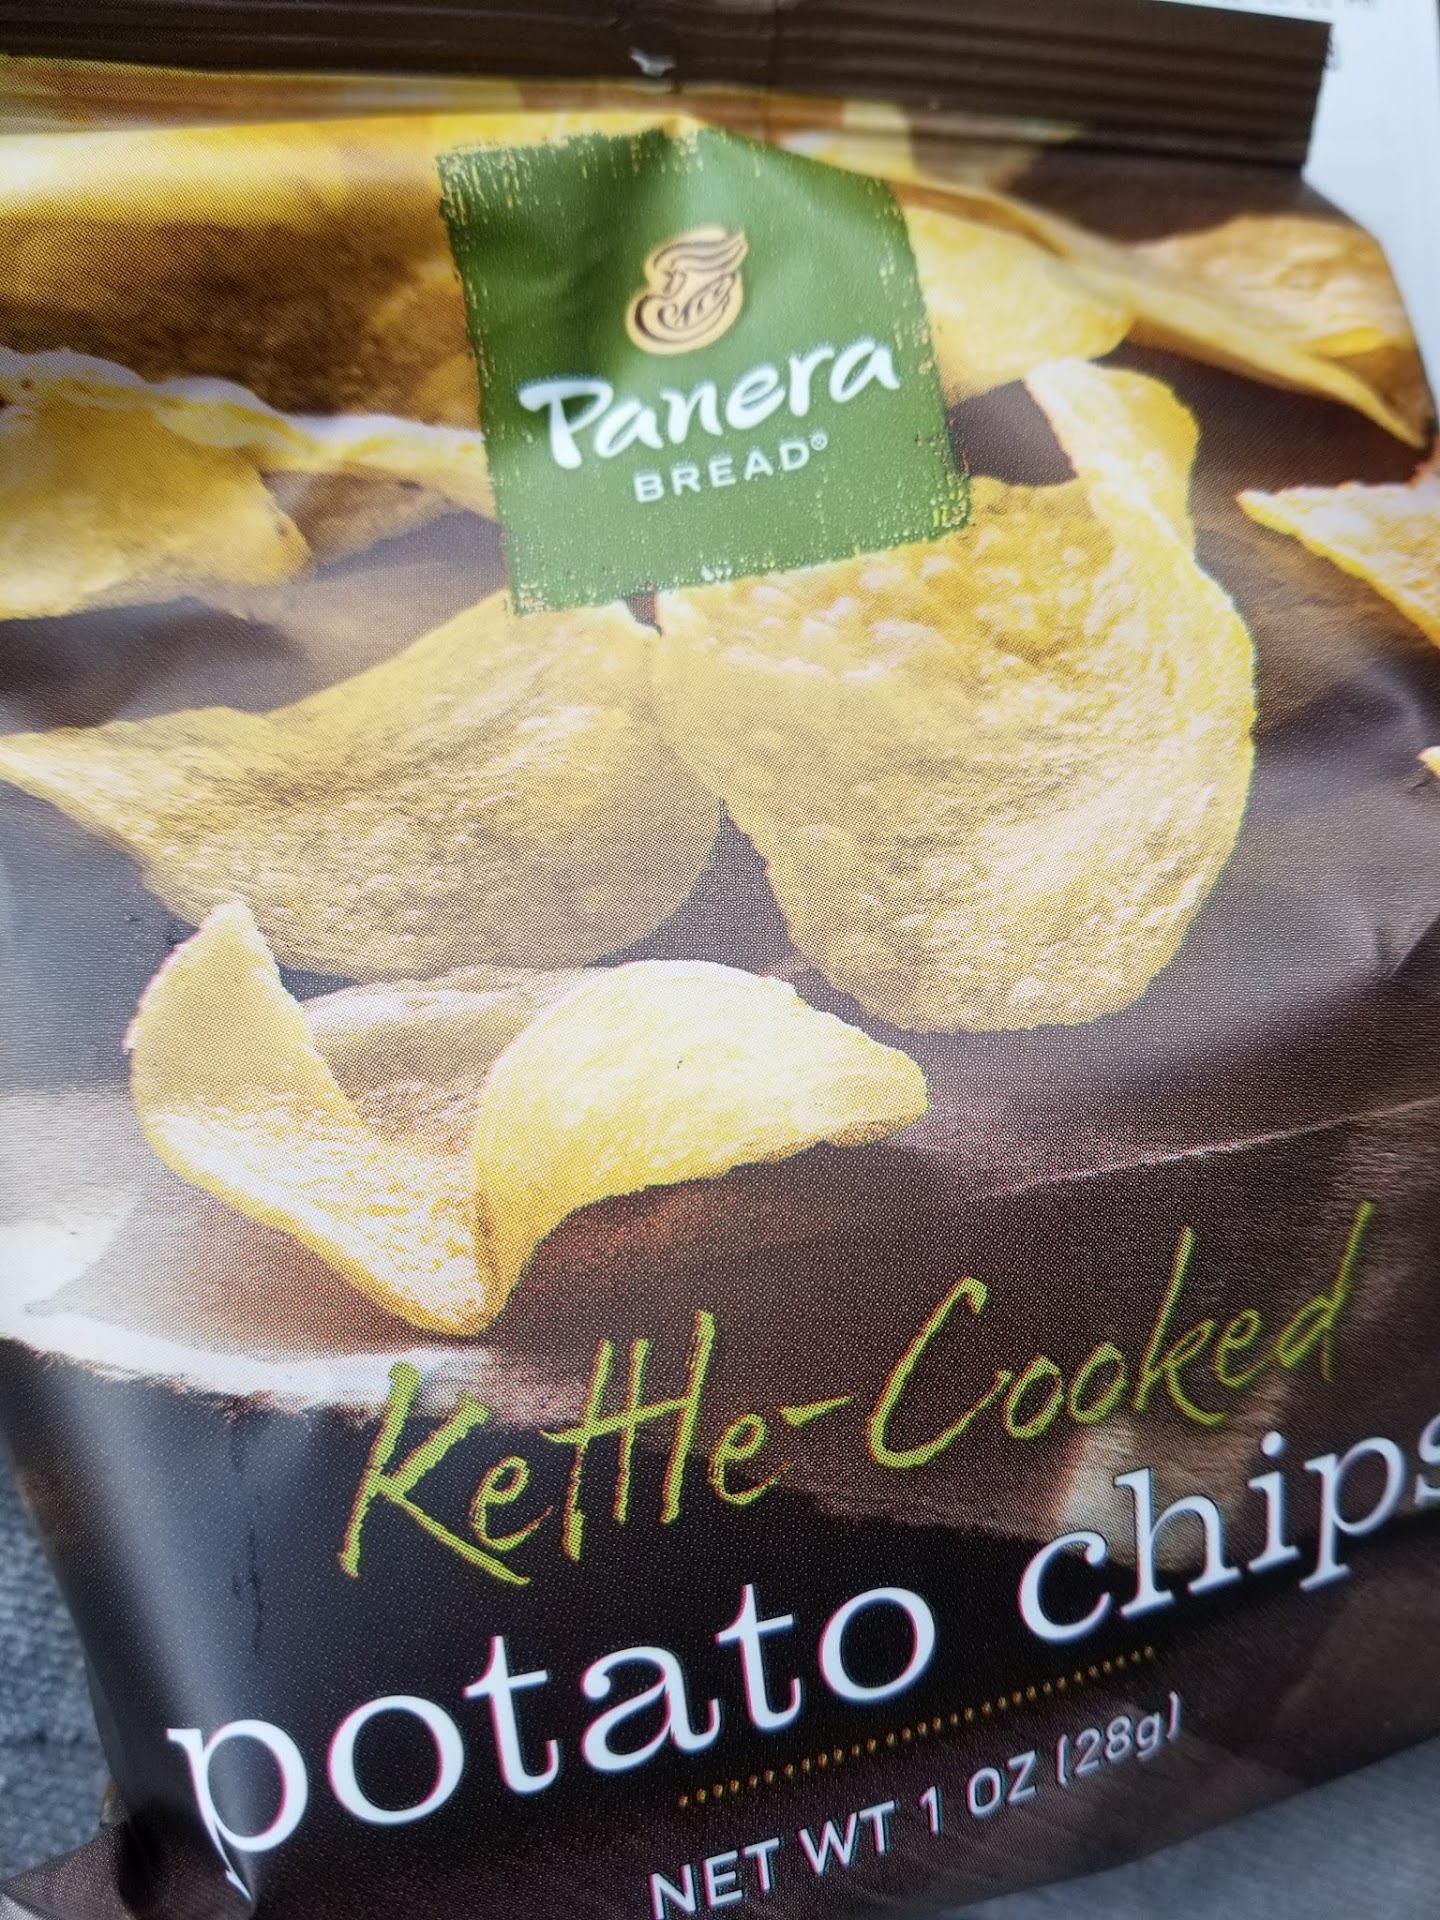 Panera
BREAD®
Kettle-Cooked
potato chips
NET WT 1 OZ (28g)